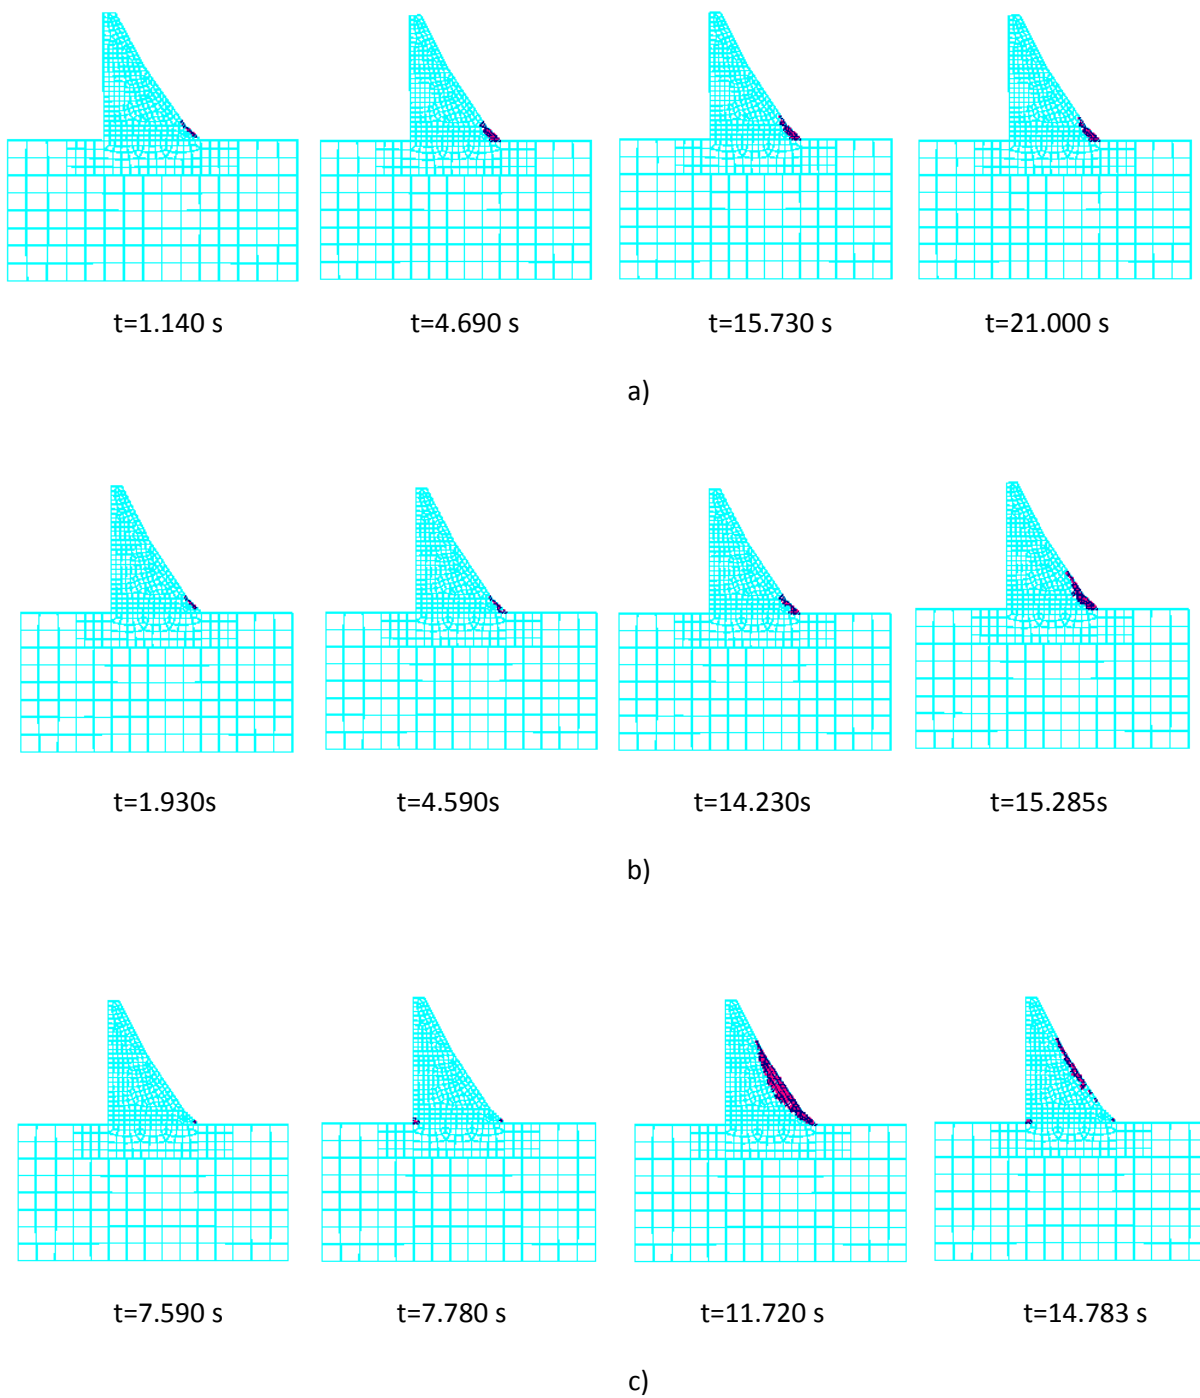 t=1.140 s t=4.690 s t=15.730 s t=21.000 s
a)
t=1.930s t=4.590s t=14.230s t=15.285s
b)
t=7.590 s t=7.780 s t=11.720 s t=14.783 s
c)